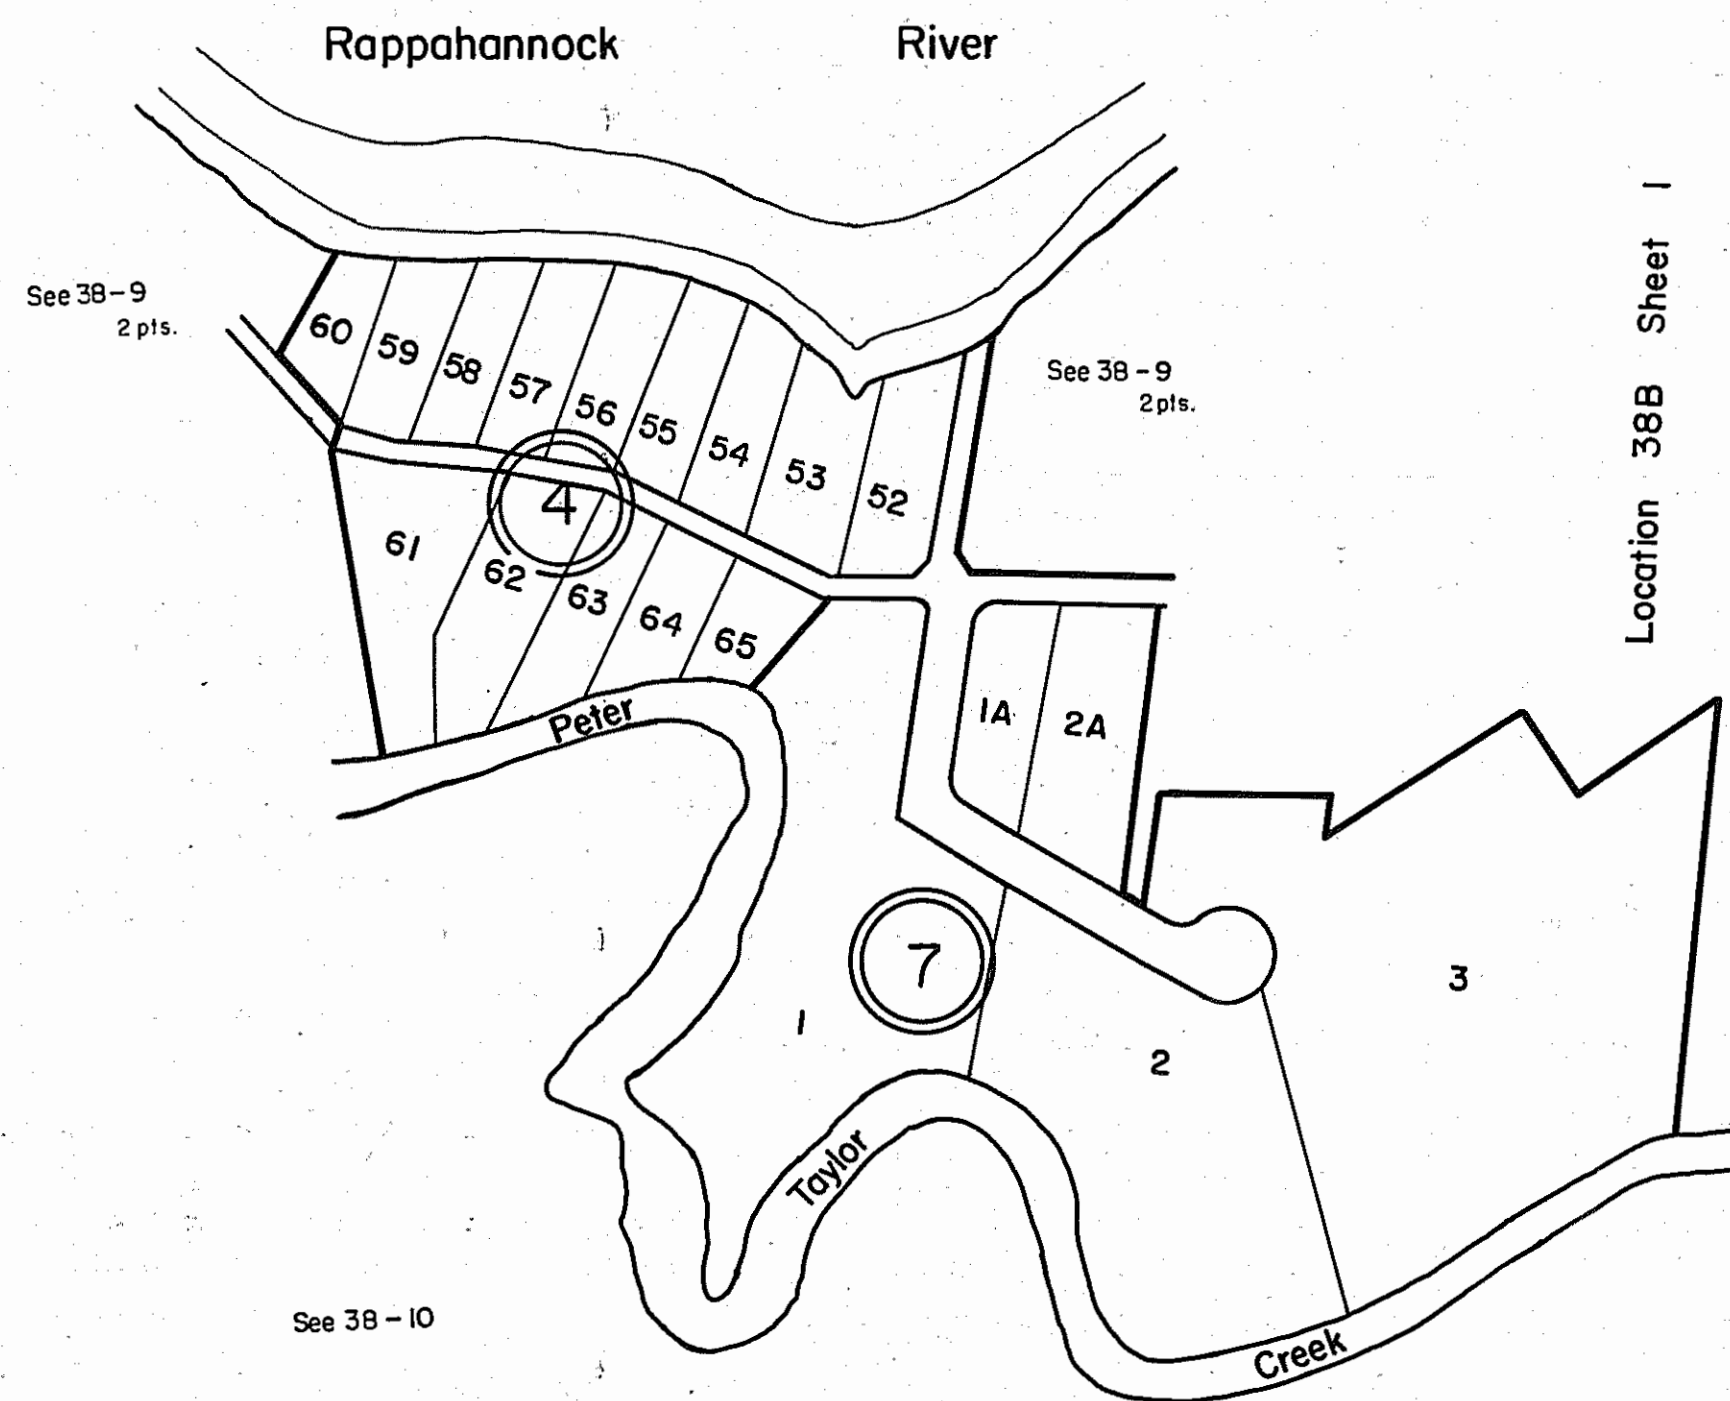 Rappahannock River
Location 38B Sheet 1
See 38-9
2 pts.
See 38-9
2 pts.
60
59
58
57
56
55
54
53
52
4
61
62
63
64
65
1A
2A
Peter
7
1
2
3
Taylor
Creek
See 38-10